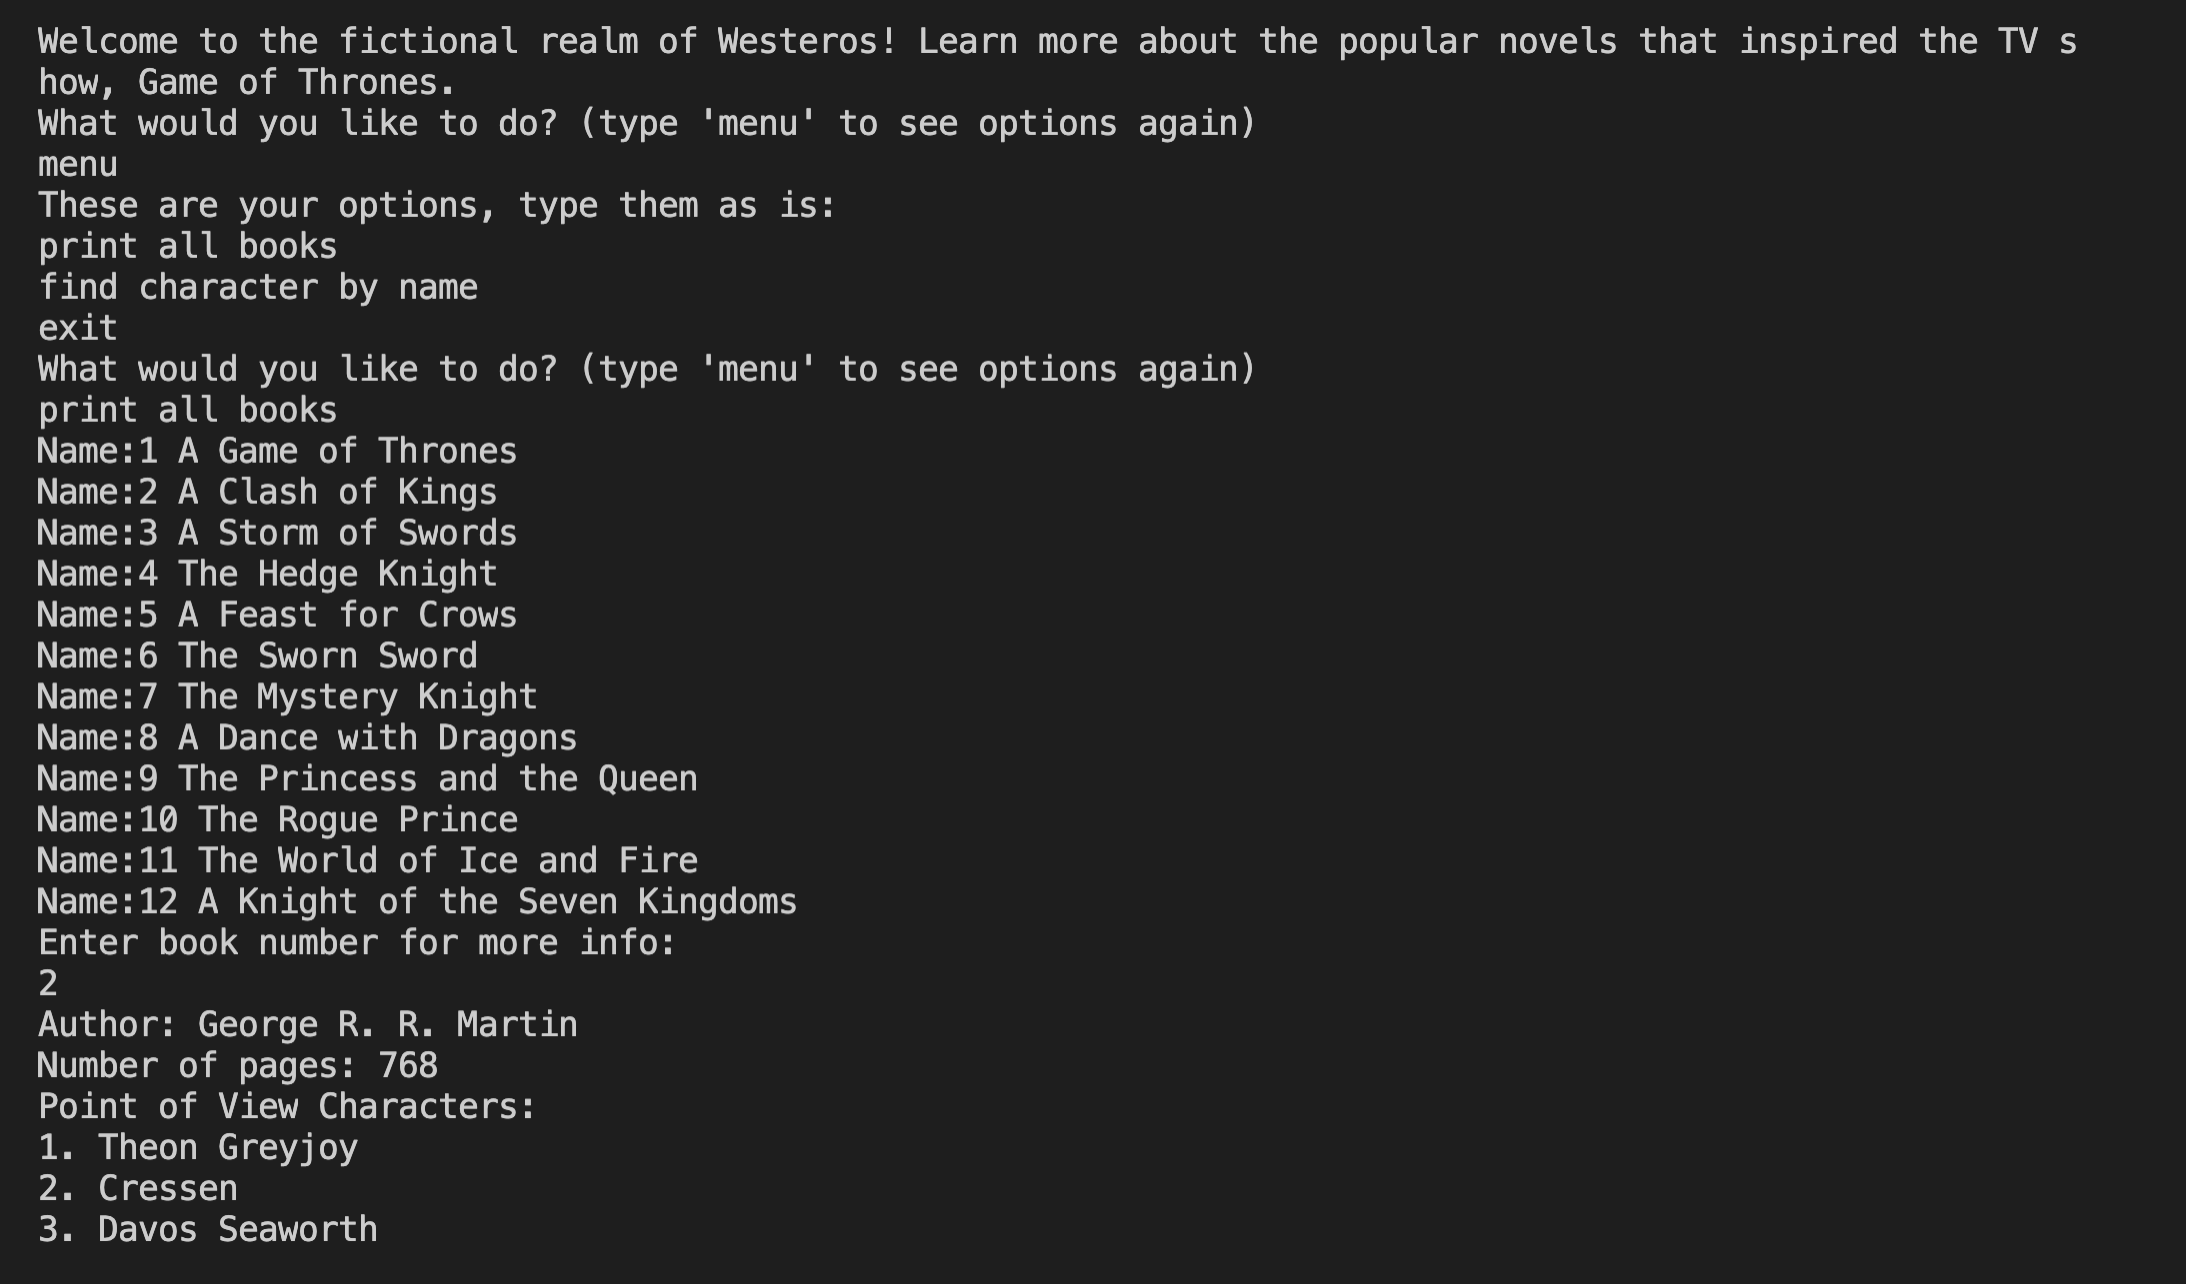 Welcome to the fictional realm of Westeros! Learn more about the popular novels that inspired the TV s
how, Game of Thrones.
What would you like to do? (type 'menu' to see options again)
menu
These are your options, type them as is:
print all books
find character by name
exit
What would you like to do? (type 'menu' to see options again)
print all books
Name:1 A Game of Thrones
Name:2 A Clash of Kings
Name:3 A Storm of Swords
Name:4 The Hedge Knight
Name:5 A Feast for Crows
Name:6 The Sworn Sword
Name:7 The Mystery Knight
Name:8 A Dance with Dragons
Name:9 The Princess and the Queen
Name:10 The Rogue Prince
Name:11 The World of Ice and Fire
Name:12 A Knight of the Seven Kingdoms
Enter book number for more info:
2
Author: George R. R. Martin
Number of pages: 768
Point of View Characters:
1. Theon Greyjoy
2. Cressen
3. Davos Seaworth